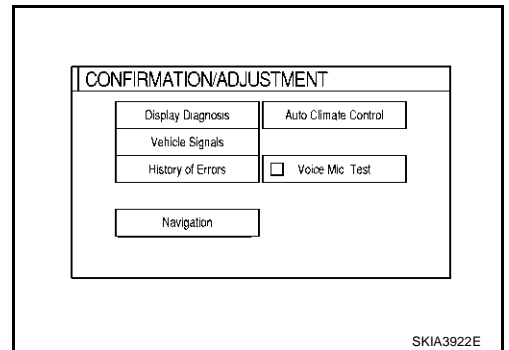 CONFIRMATION/ADJUSTMENT
Display Diagnosis
Auto Climate Control
Vehicle Signals
History of Errors
Voice Mic Test
Navigation
SKIA3922E